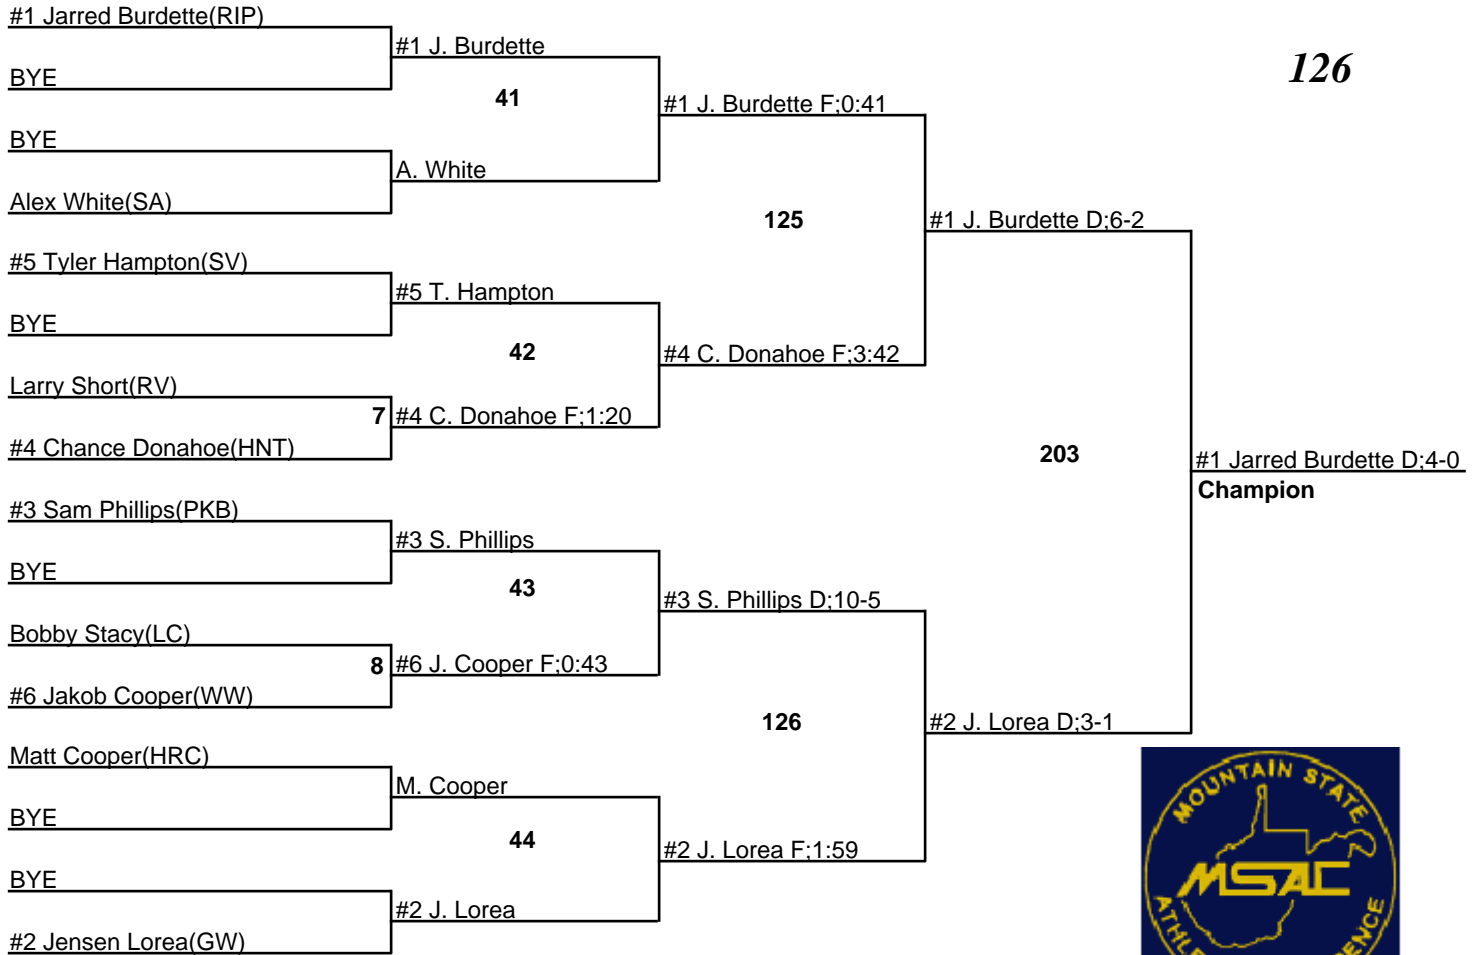 #1 Jarred Burdette(RIP)
#1 J. Burdette
126
BYE
41
#1 J. Burdette F;0:41
BYE
A. White
Alex White(SA)
125
#1 J. Burdette D;6-2
#5 Tyler Hampton(SV)
#5 T. Hampton
BYE
42
#4 C. Donahoe F;3:42
Larry Short(RV)
7
#4 C. Donahoe F;1:20
#4 Chance Donahoe(HNT)
203
#1 Jarred Burdette D;4-0
Champion
#3 Sam Phillips(PKB)
#3 S. Phillips
BYE
43
#3 S. Phillips D;10-5
Bobby Stacy(LC)
8
#6 J. Cooper F;0:43
#6 Jakob Cooper(WW)
126
#2 J. Lorea D;3-1
Matt Cooper(HRC)
M. Cooper
BYE
44
#2 J. Lorea F;1:59
BYE
#2 J. Lorea
#2 Jensen Lorea(GW)
MOUNTAIN STATE
MSAC